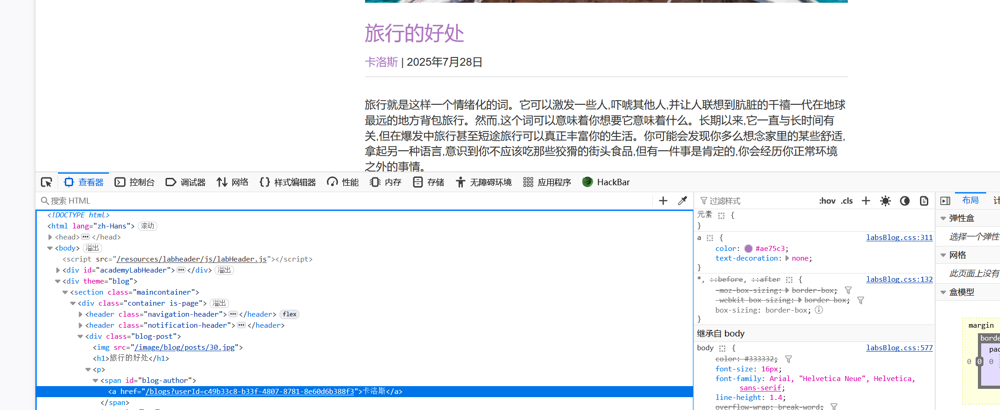 旅行的好处
卡洛斯 | 2025年7月28日
旅行就是这样一个情绪化的词。它可以激发一些人,吓唬其他人,并让人联想到肮脏的千禧一代在地球
最远的地方背包旅行。然而,这个词可以意味着你想要它意味着什么。长期以来,它一直与长时间有
关,但在爆发中旅行甚至短途旅行可以真正丰富你的生活。你可能会发现你多么想念家里的某些舒适,
拿起另一种语言,意识到你不应该吃那些狡猾的街头食品,但有一件事是肯定的,你会经历你正常环境
之外的事情。
查看器 控制台 调试器 网络 样式编辑器 性能 内存 存储 无障碍环境 应用程序 HackBar
搜索 HTML
<!DOCTYPE html>
<html lang="zh-Hans"> 滚动
<head>••• </head>
<body> 溢出
<script src="/resources/labheader/js/labHeader.js"></script>
<div id="academyLabHeader">••• </div> 溢出
<div theme="blog">
<section class="maincontainer">
<div class="container is-page"> 溢出
<header class="navigation-header">••• </header> flex
<header class="notification-header">••• </header>
<div class="blog-post">
<img src="/image/blog/posts/30.jpg">
<h1>旅行的好处</h1>
<p>
<span id="blog-author">
<a href="/blogs?userId=c49b33c8-b33f-4807-8781-8e60d6b388f3">卡洛斯</a>
</span>
过滤样式 :hov .cls
元素 {
}
a { labsBlog.css:311
color: #ae75c3;
text-decoration: none;
}
*, ::before, ::after { labsBlog.css:132
-moz-box-sizing: border-box;
-webkit-box-sizing: border-box;
box-sizing: border-box;
}
继承自 body
body { labsBlog.css:577
color: #333332;
font-size: 16px;
font-family: Arial, "Helvetica Neue", Helvetica,
sans-serif;
line-height: 1.4;
overflow-wrap: break-word;
布局
弹性盒
选择一个弹性
网格
此页面上没有
盒模型
margin
borde
pad
0 0 0